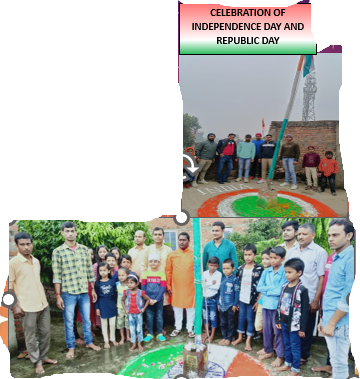 CELEBRATION OF
INDEPENDENCE DAY AND
REPUBLIC DAY